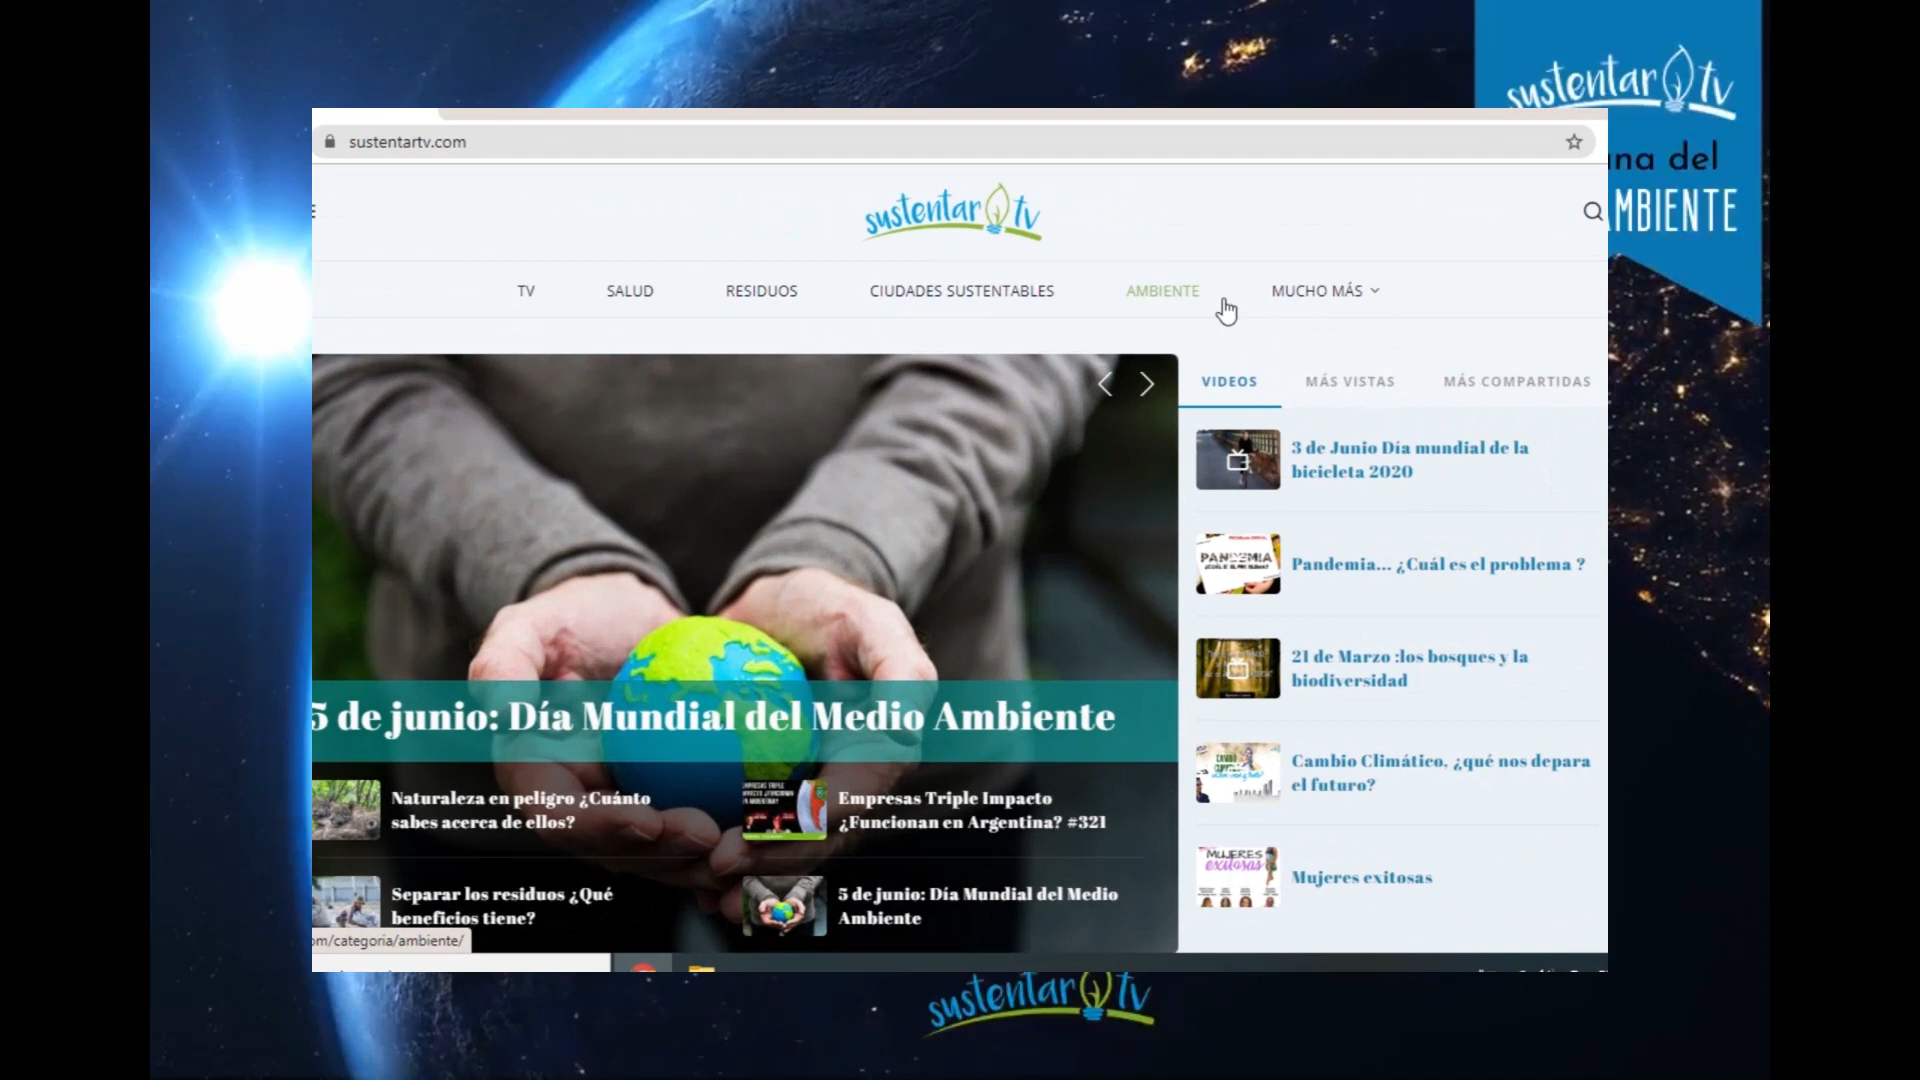 sustentar tv
na del
MBIENTE
sustentartv.com
sustentar tv
TV
SALUD
RESIDUOS
CIUDADES SUSTENTABLES
AMBIENTE
MUCHO MÁS
VIDEOS
MÁS VISTAS
MÁS COMPARTIDAS
3 de Junio Día mundial de la
bicicleta 2020
PANDEMIA
Pandemia... ¿Cuál es el problema ?
21 de Marzo :los bosques y la
biodiversidad
Cambio Climático, ¿qué nos depara
el futuro?
MUJERES
exitosas
Mujeres exitosas
5 de junio: Día Mundial del Medio Ambiente
Naturaleza en peligro ¿Cuánto
sabes acerca de ellos?
Empresas Triple Impacto
¿Funcionan en Argentina? #321
Separar los residuos ¿Qué
beneficios tiene?
5 de junio: Día Mundial del Medio
Ambiente
om/categoria/ambiente/
sustentar tv